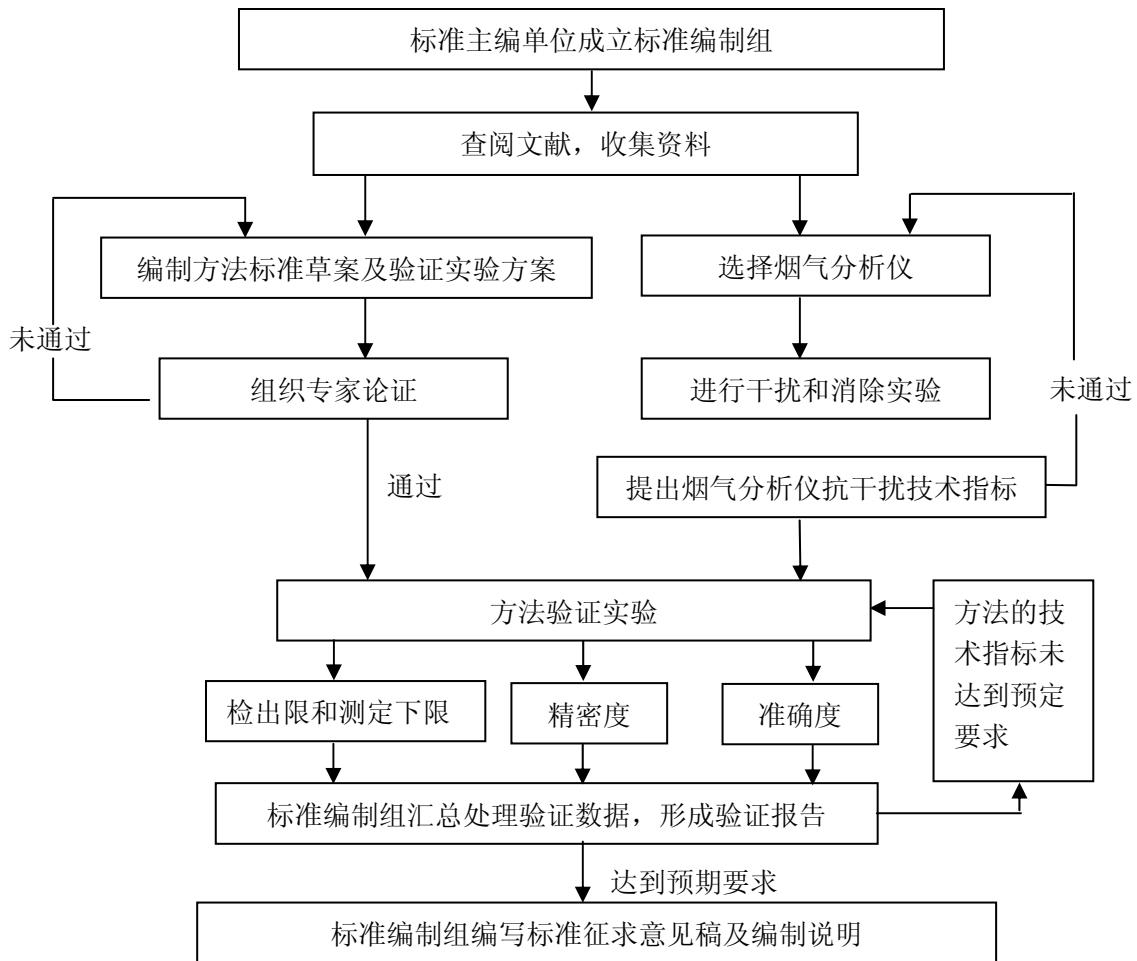 标准主编单位成立标准编制组
查阅文献，收集资料
编制方法标准草案及验证实验方案
选择烟气分析仪
未通过
组织专家论证
进行干扰和消除实验
未通过
通过
提出烟气分析仪抗干扰技术指标
方法验证实验
方法的技
术指标未
达到预定
要求
检出限和测定下限
精密度
准确度
标准编制组汇总处理验证数据，形成验证报告
达到预期要求
标准编制组编写标准征求意见稿及编制说明